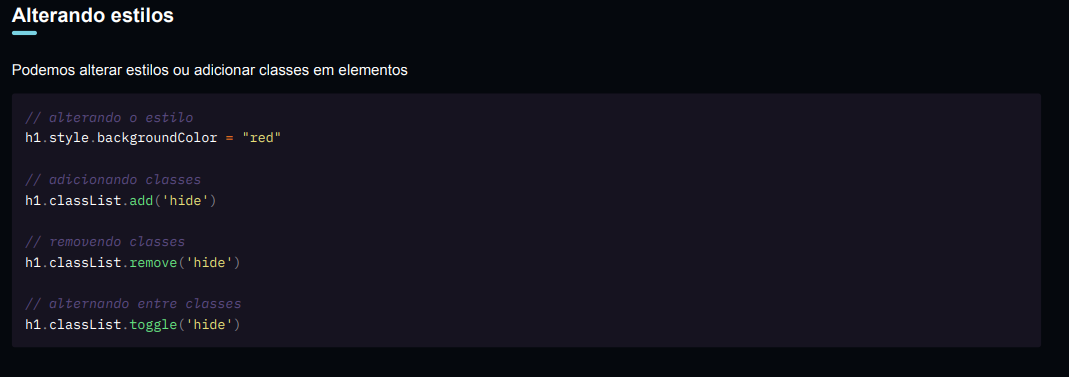 Alterando estilos
Podemos alterar estilos ou adicionar classes em elementos
// alterando o estilo
h1.style.backgroundColor = "red"
// adicionando classes
h1.classList.add('hide')
// removendo classes
h1.classList.remove('hide')
// alternando entre classes
h1.classList.toggle('hide')